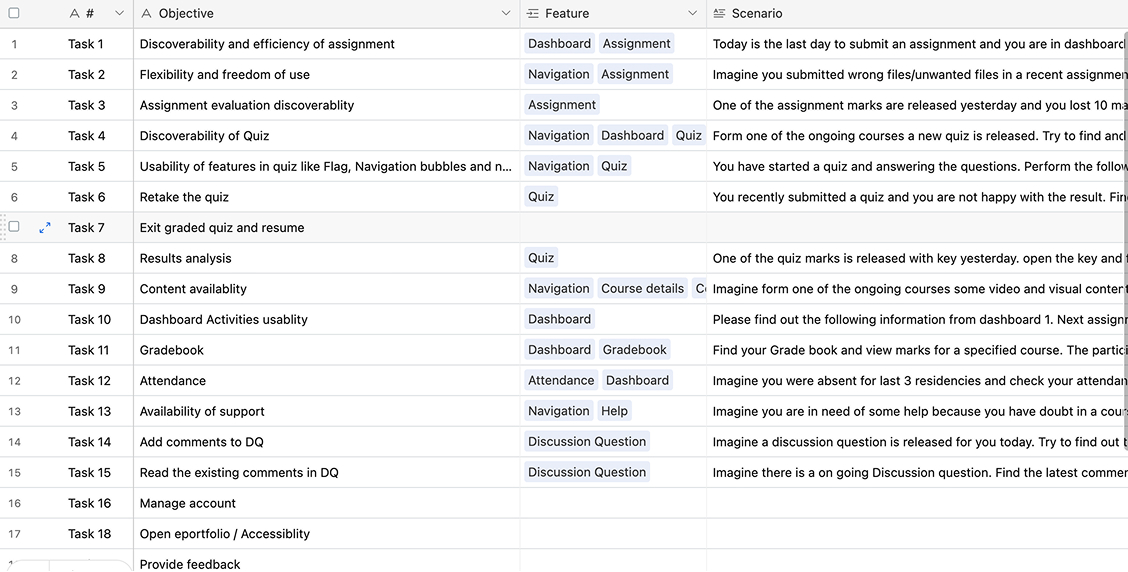 # Objective Feature Scenario
1 Task 1 Discoverability and efficiency of assignment Dashboard Assignment Today is the last day to submit an assignment and you are in dashboard
2 Task 2 Flexibility and freedom of use Navigation Assignment Imagine you submitted wrong files/unwanted files in a recent assignmen
3 Task 3 Assignment evaluation discoverablity Assignment One of the assignment marks are released yesterday and you lost 10 ma
4 Task 4 Discoverability of Quiz Navigation Dashboard Quiz Form one of the ongoing courses a new quiz is released. Try to find and
5 Task 5 Usability of features in quiz like Flag, Navigation bubbles and n... Navigation Quiz You have started a quiz and answering the questions. Perform the follow
6 Task 6 Retake the quiz Quiz You recently submitted a quiz and you are not happy with the result. Fin
Task 7 Exit graded quiz and resume
8 Task 8 Results analysis Quiz One of the quiz marks is released with key yesterday. open the key and
9 Task 9 Content availablity Navigation Course details Co Imagine form one of the ongoing courses some video and visual conten
10 Task 10 Dashboard Activities usablity Dashboard Please find out the following information from dashboard 1. Next assign
11 Task 11 Gradebook Dashboard Gradebook Find your Grade book and view marks for a specified course. The partici
12 Task 12 Attendance Attendance Dashboard Imagine you were absent for last 3 residencies and check your attendan
13 Task 13 Availability of support Navigation Help Imagine you are in need of some help because you have doubt in a cour
14 Task 14 Add comments to DQ Discussion Question Imagine a discussion question is released for you today. Try to find out
15 Task 15 Read the existing comments in DQ Discussion Question Imagine there is a on going Discussion question. Find the latest commen
16 Task 16 Manage account
17 Task 18 Open eportfolio / Accessiblity
Provide feedback